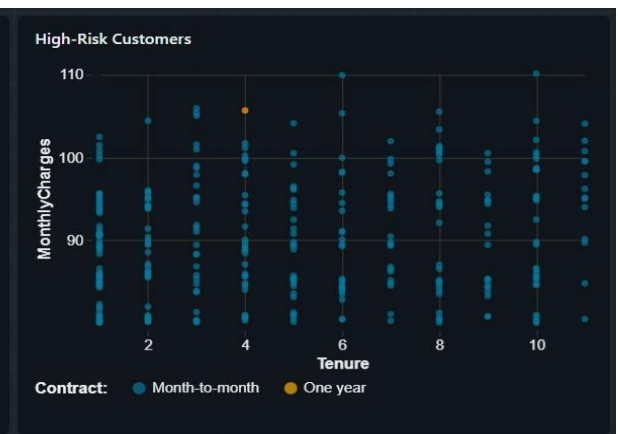 High-Risk Customers
110
100
90
MonthlyCharges
2 4 6 8 10
Tenure
Contract: Month-to-month One year